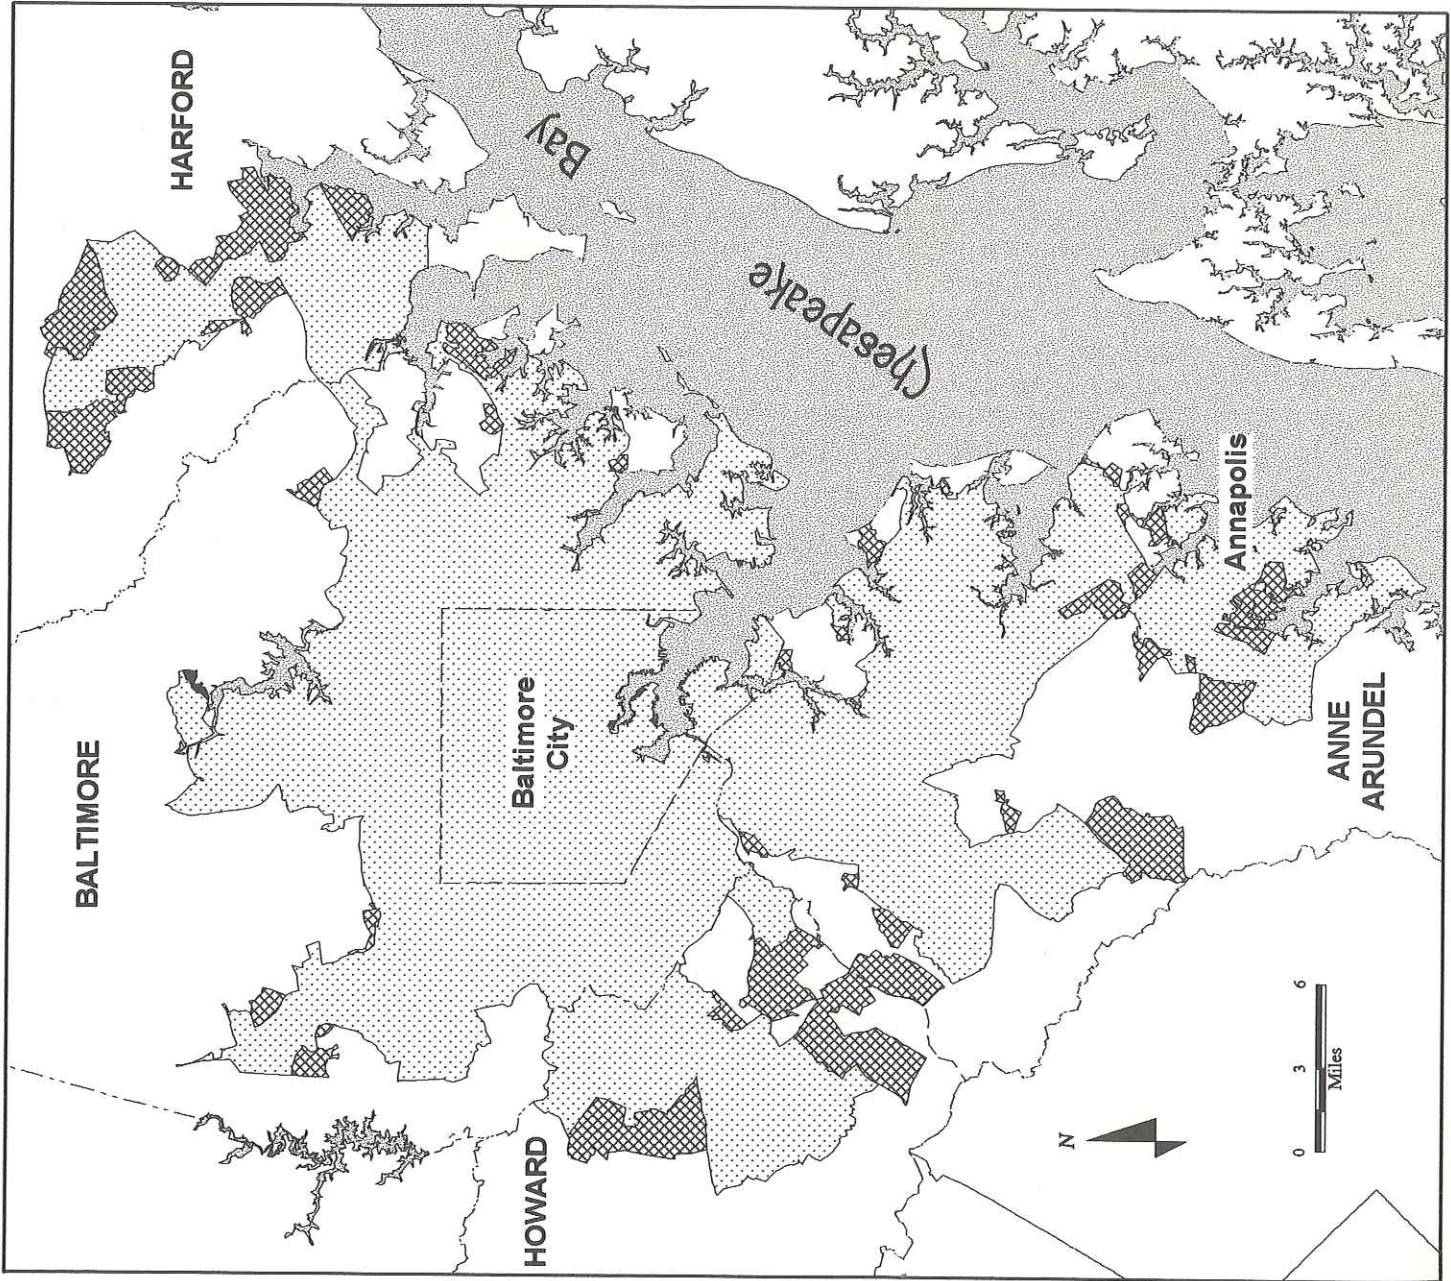 HARFORD
Bay
BALTIMORE
Chesapeake
Baltimore
City
Annapolis
HOWARD
ANNE
ARUNDEL
N
0 3 6
Miles